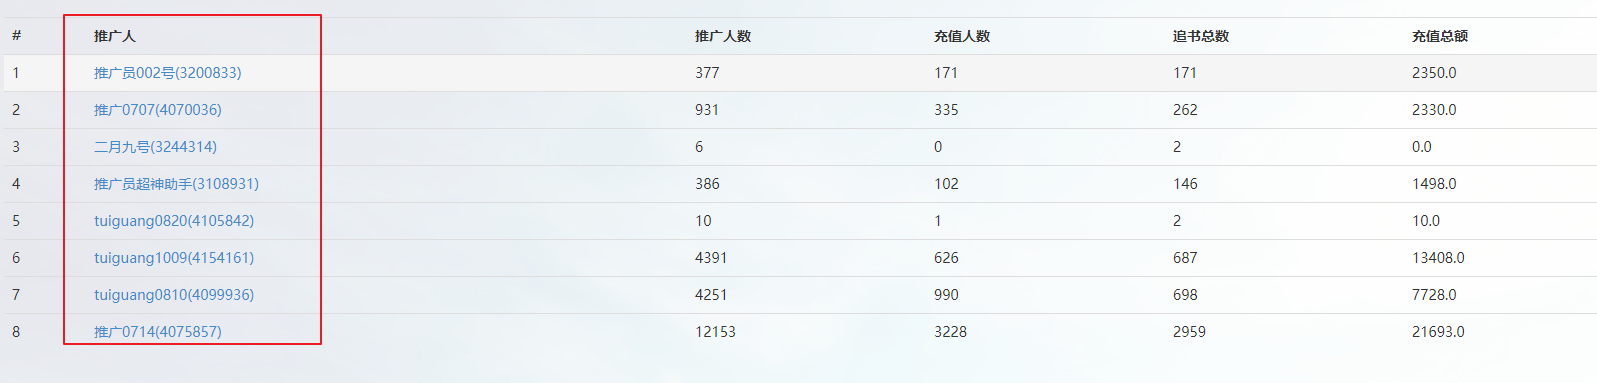 # 推广人 推广人数 充值人数 追书总数 充值总额
1 推广员002号(3200833) 377 171 171 2350.0
2 推广0707(4070036) 931 335 262 2330.0
3 二月九号(3244314) 6 0 2 0.0
4 推广员超神助手(3108931) 386 102 146 1498.0
5 tuiguang0820(4105842) 10 1 2 10.0
6 tuiguang1009(4154161) 4391 626 687 13408.0
7 tuiguang0810(4099936) 4251 990 698 7728.0
8 推广0714(4075857) 12153 3228 2959 21693.0